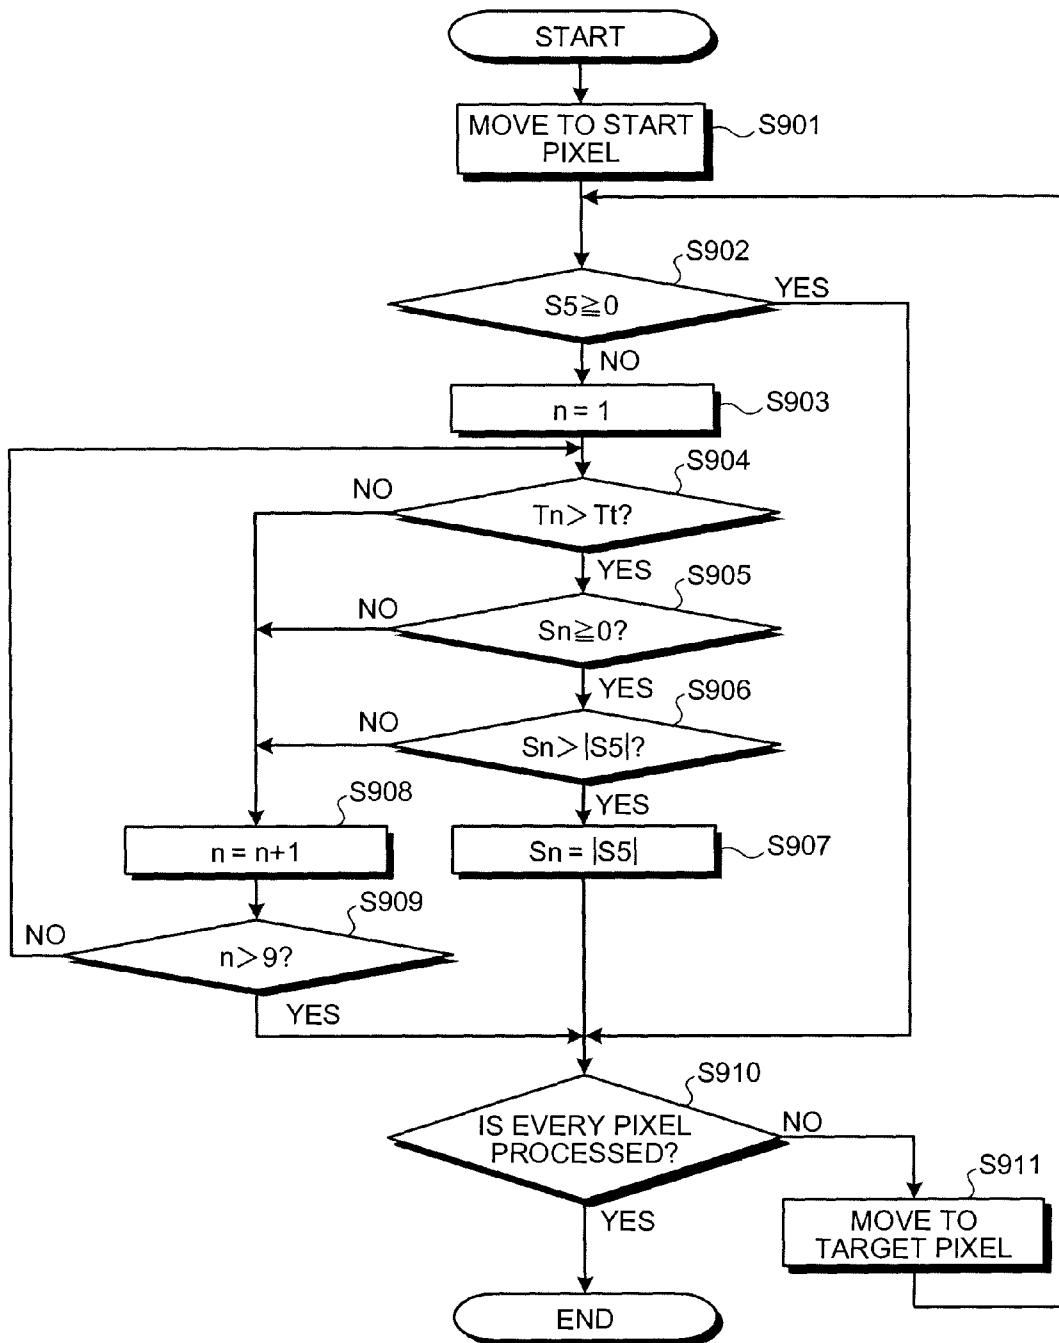 START
MOVE TO START
PIXEL
S901
S902
S5≧0
YES
NO
n = 1
S903
S904
NO
Tn＞Tt?
YES
S905
NO
Sn≧0?
YES
S906
NO
Sn＞|S5|?
YES
S908
n = n+1
Sn = |S5|
S907
S909
NO
n＞9?
YES
S910
IS EVERY PIXEL
PROCESSED?
NO
YES
S911
MOVE TO
TARGET PIXEL
END